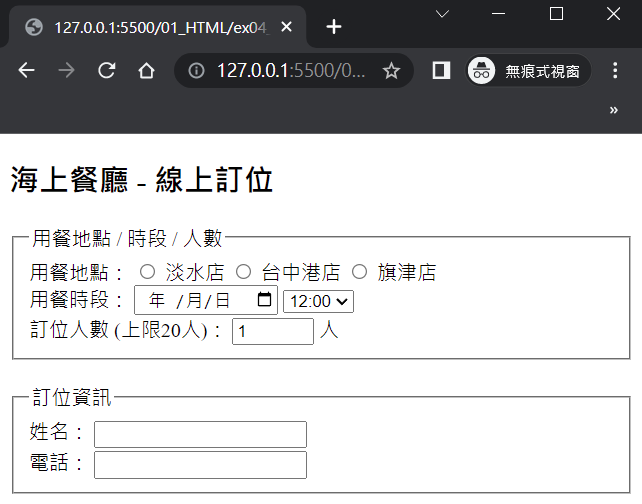 127.0.0.1:5500/01_HTML/ex04_
127.0.0.1:5500/0... 無痕式視窗
»
海上餐廳 - 線上訂位
用餐地點 / 時段 / 人數
用餐地點： 淡水店 台中港店 旗津店
用餐時段： 年 /月/日 12:00
訂位人數 (上限20人)： 1 人
訂位資訊
姓名：
電話：